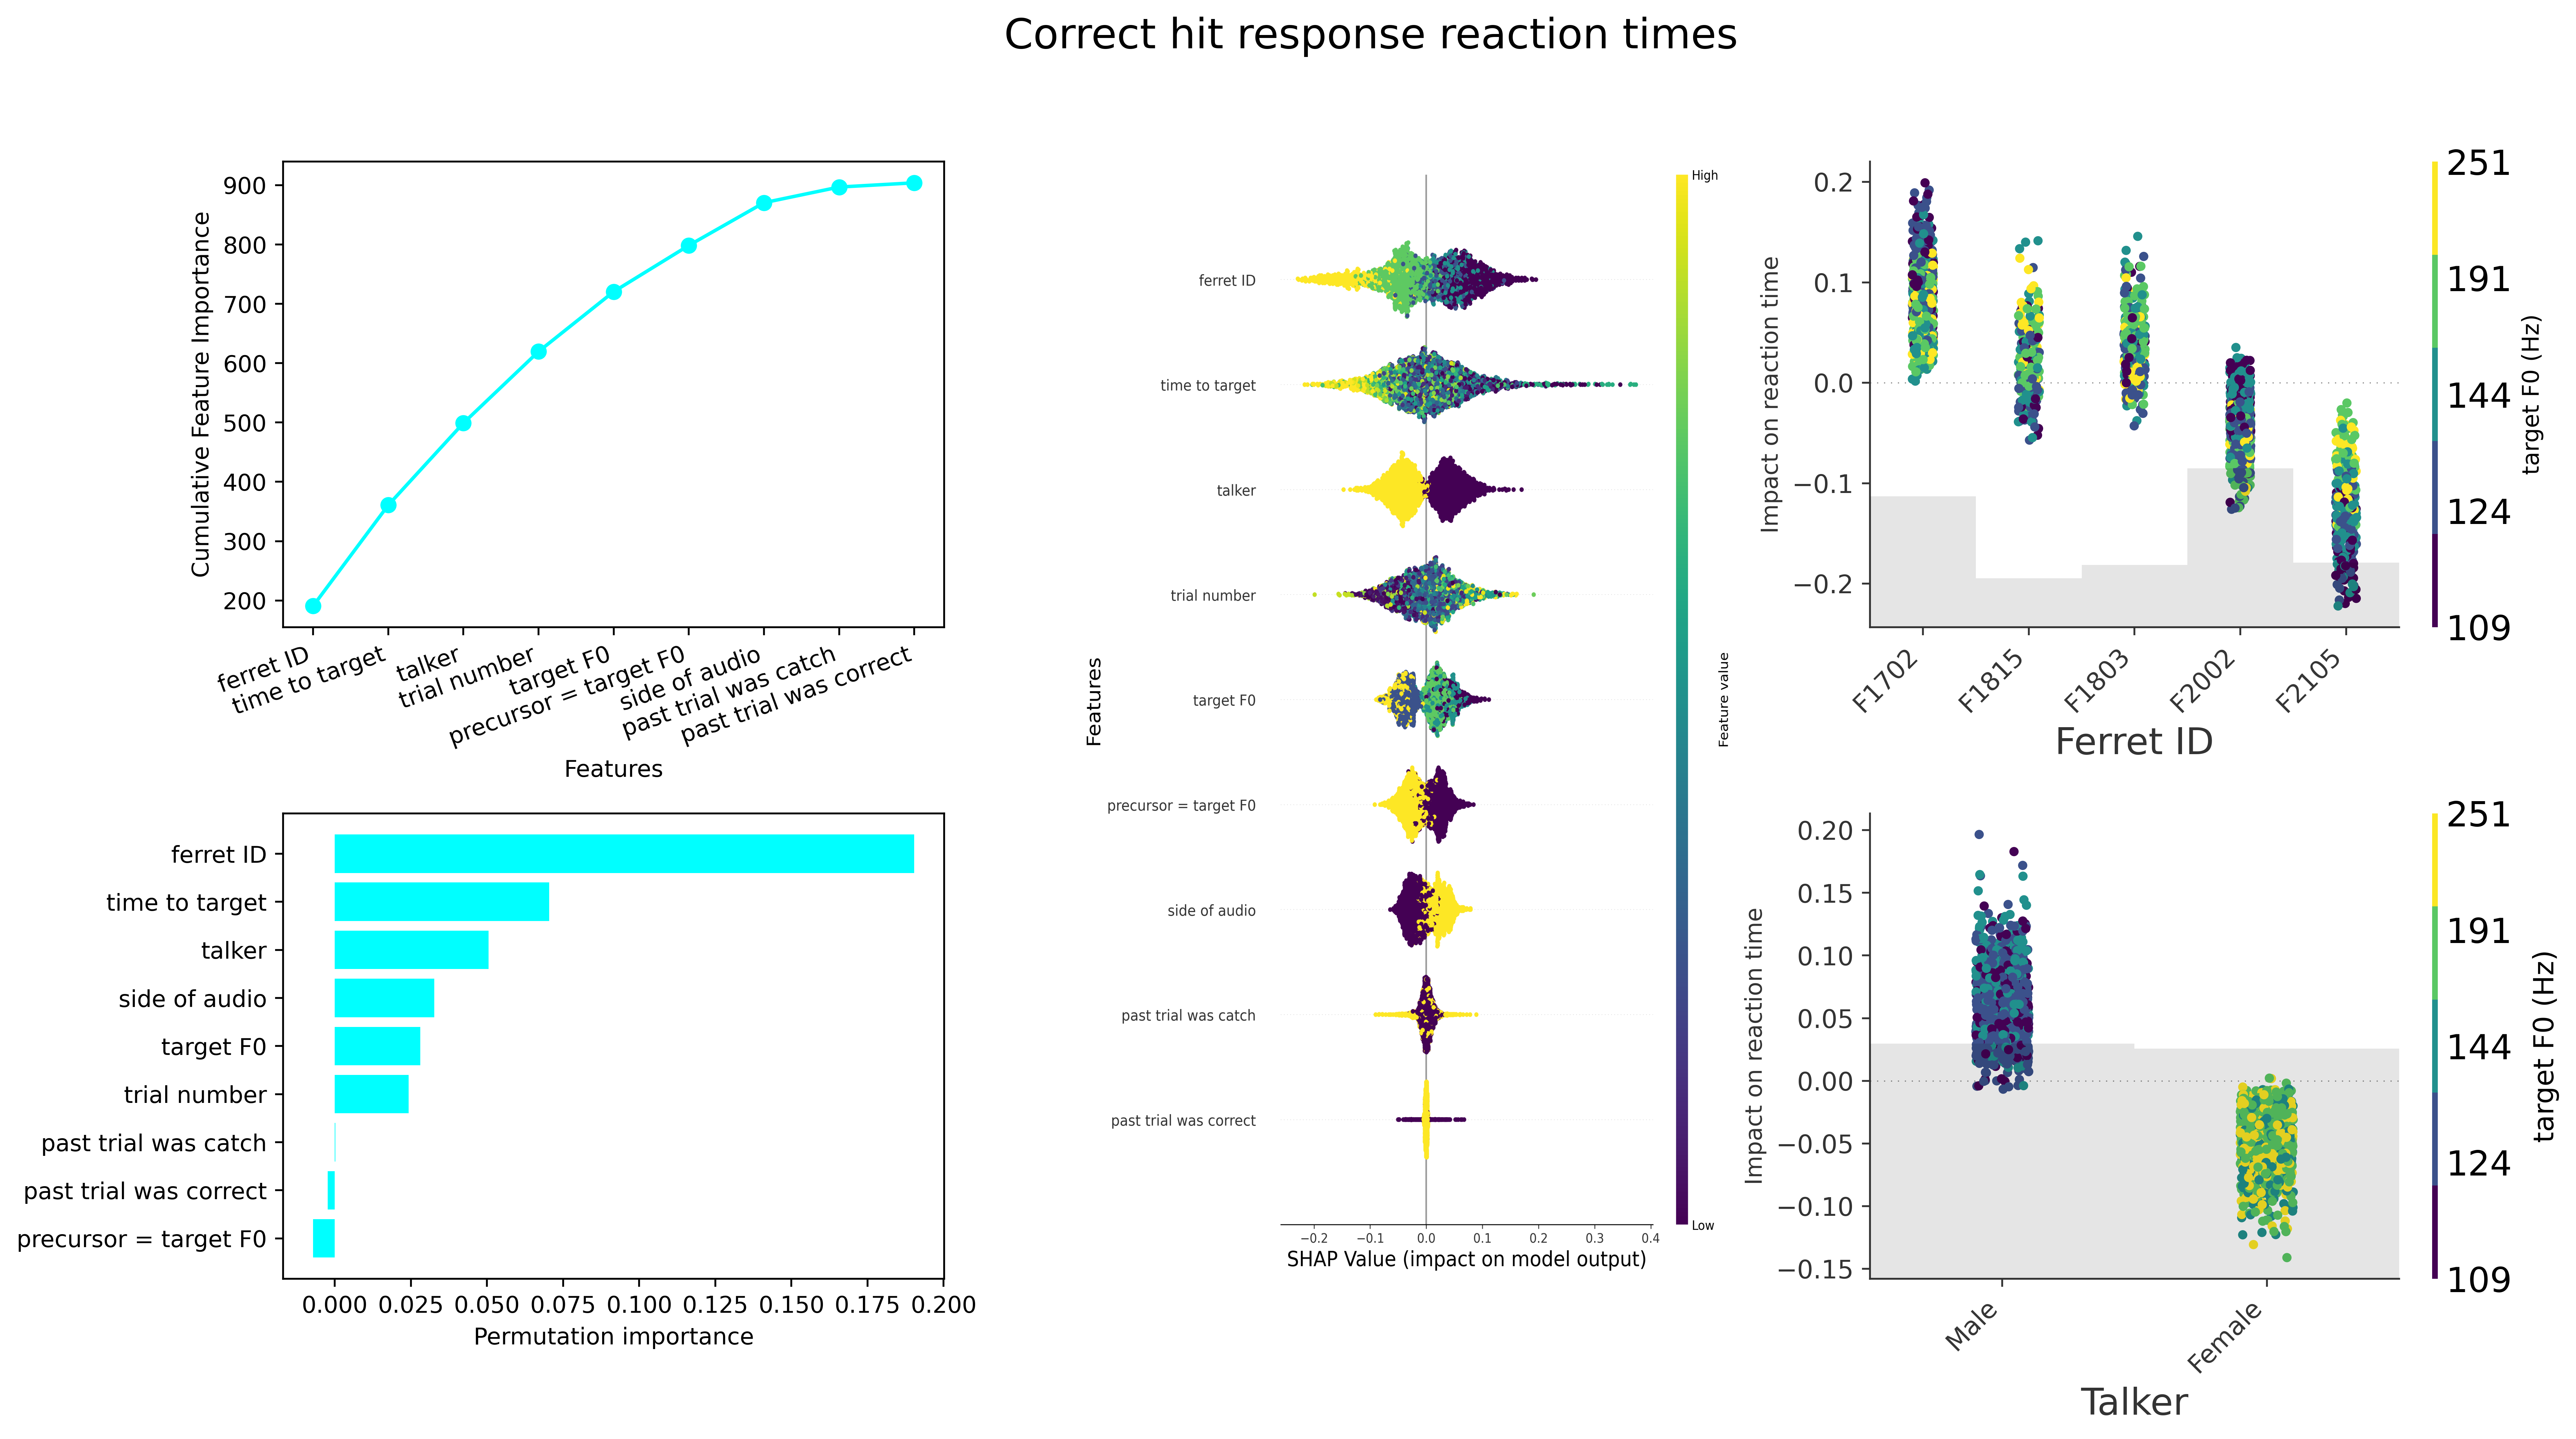 Correct hit response reaction times
Cumulative Feature Importance
900
800
700
600
500
400
300
200
ferret ID
time to target
talker
trial number
target F0
precursor = target F0
side of audio
past trial was catch
past trial was correct
Features
ferret ID
time to target
talker
side of audio
target F0
trial number
past trial was catch
past trial was correct
precursor = target F0
0.000 0.025 0.050 0.075 0.100 0.125 0.150 0.175 0.200
Permutation importance
Features
ferret ID
time to target
talker
trial number
target F0
precursor = target F0
side of audio
past trial was catch
past trial was correct
−0.2 −0.1 0.0 0.1 0.2 0.3 0.4
SHAP Value (impact on model output)
High
Feature value
Low
Impact on reaction time
0.2
0.1
0.0
−0.1
−0.2
F1702
F1815
F1803
F2002
F2105
Ferret ID
251
191
144
124
109
target F0 (Hz)
Impact on reaction time
0.20
0.15
0.10
0.05
0.00
−0.05
−0.10
−0.15
Male
Female
Talker
251
191
144
124
109
target F0 (Hz)